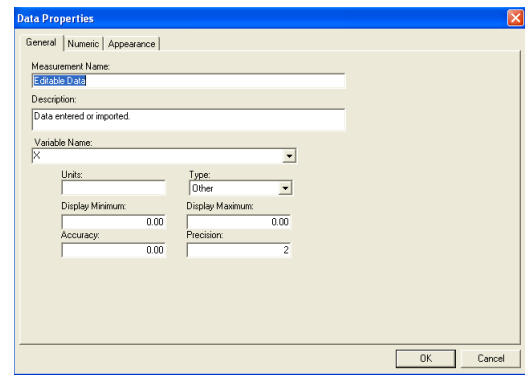 Data Properties
General Numeric Appearance
Measurement Name:
Editable Data
Description:
Data entered or imported.
Variable Name:
X
Units: Type:
Other
Display Minimum: Display Maximum:
0.00 0.00
Accuracy: Precision:
0.00 2
OK Cancel